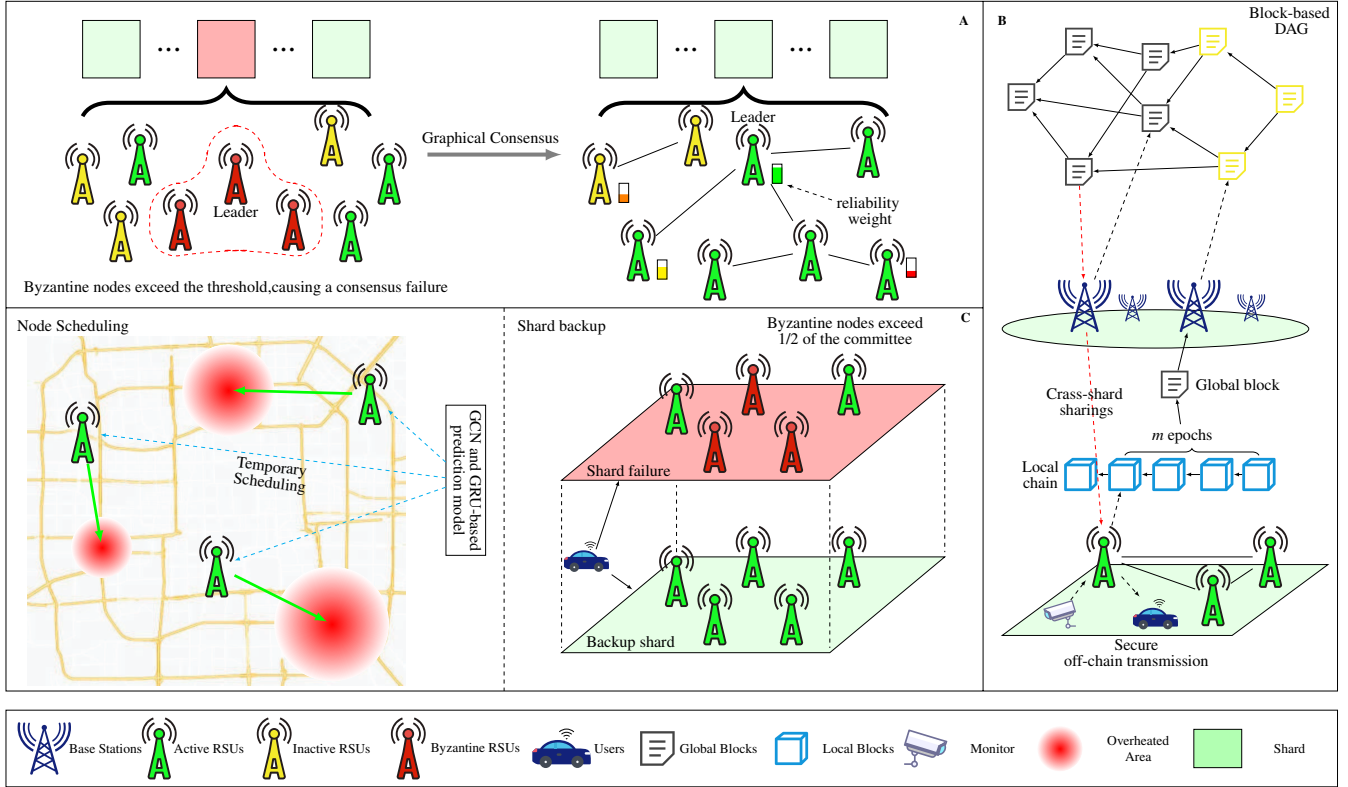 A
...
...
...
...
Leader
Graphical Consensus
Leader
reliability
weight
Byzantine nodes exceed the threshold,causing a consensus failure
B
Block-based
DAG
Global block
Crass-shard
sharings
m epochs
Local
chain
Secure
off-chain transmission
Node Scheduling
Temporary
Scheduling
GCN and GRU-based
prediction model
Shard backup
C
Byzantine nodes exceed
1/2 of the committee
Shard failure
Backup shard
Base Stations
Active RSUs
Inactive RSUs
Byzantine RSUs
Users
Global Blocks
Local Blocks
Monitor
Overheated
Area
Shard